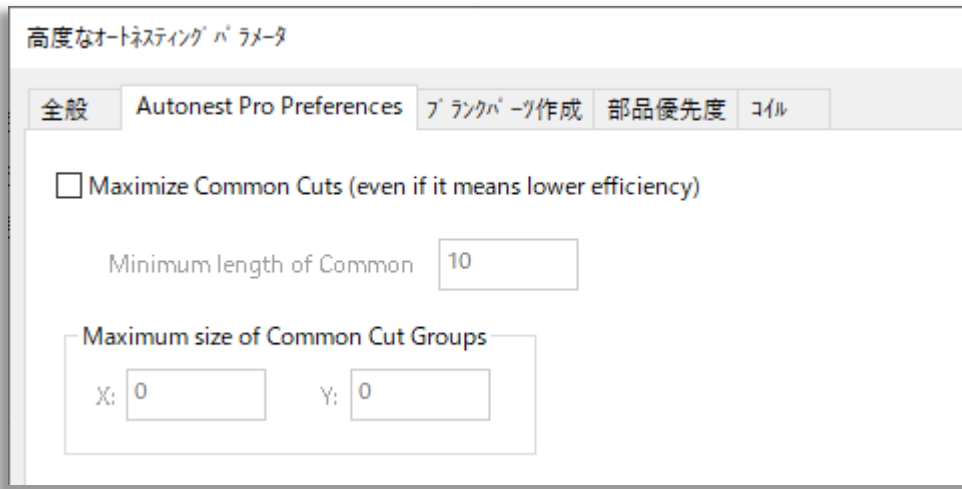 高度なｵｰﾄﾈｽﾃｨﾝｸﾞ ﾊﾟﾗﾒｰﾀ
全般 Autonest Pro Preferences ﾌﾞﾗﾝｸﾊﾟｰﾂ作成 部品優先度 ｺｲﾙ
Maximize Common Cuts (even if it means lower efficiency)
Minimum length of Common 10
Maximum size of Common Cut Groups
X: 0 Y: 0